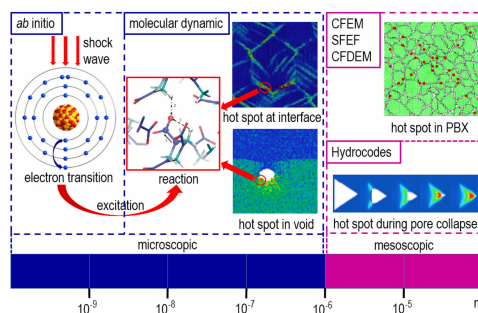 ab initio
shock
wave
electron transition
excitation
molecular dynamic
reaction
hot spot at interface
hot spot in void
CFEM
SFEF
CFDEM
hot spot in PBX
Hydrocodes
hot spot during pore collapse
microscopic
mesoscopic
10⁻⁹
10⁻⁸
10⁻⁷
10⁻⁶
10⁻⁵